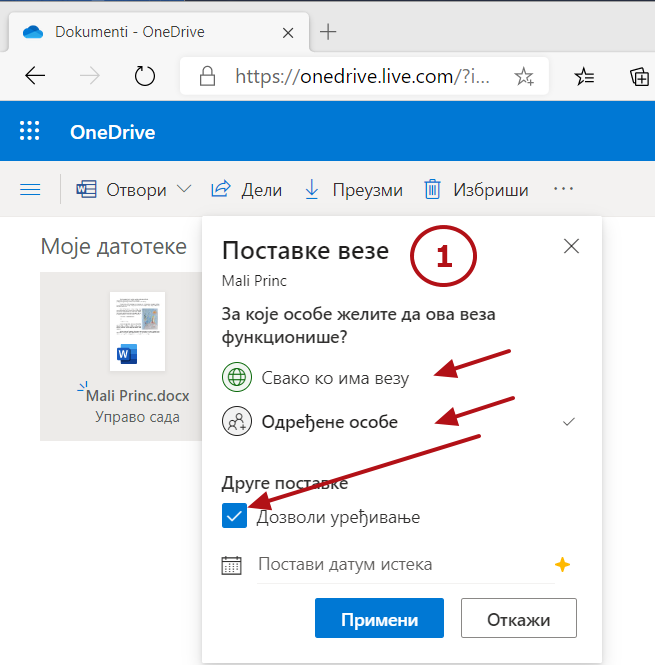 Dokumenti - OneDrive
https://onedrive.live.com/?i...
OneDrive
Отвори Дели Преузми Избриши ...
Моје датотеке
Mali Princ.docx
Управо сада
Поставке везе
1
Mali Princ
За које особе желите да ова веза
функционише?
Свако ко има везу
Одређене особе
Друге поставке
Дозволи уређивање
Постави датум истека
Примени Откажи